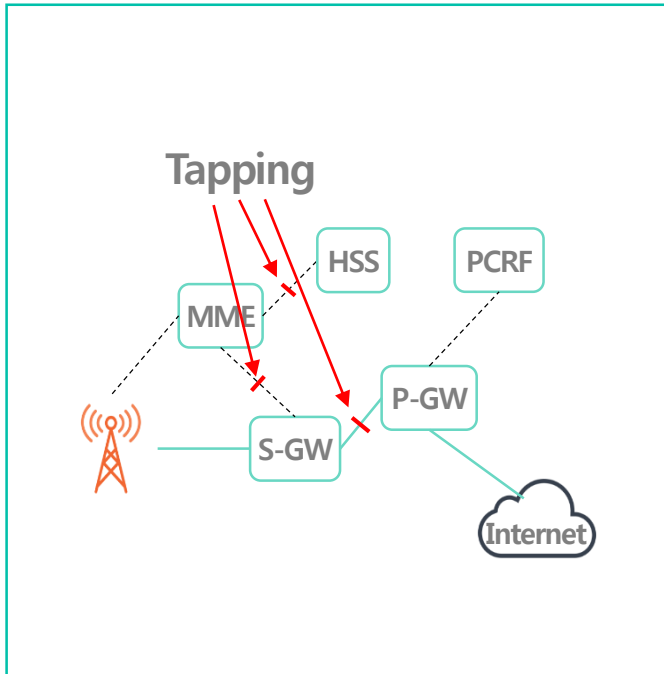 Tapping
HSS
PCRF
MME
P-GW
S-GW
Internet